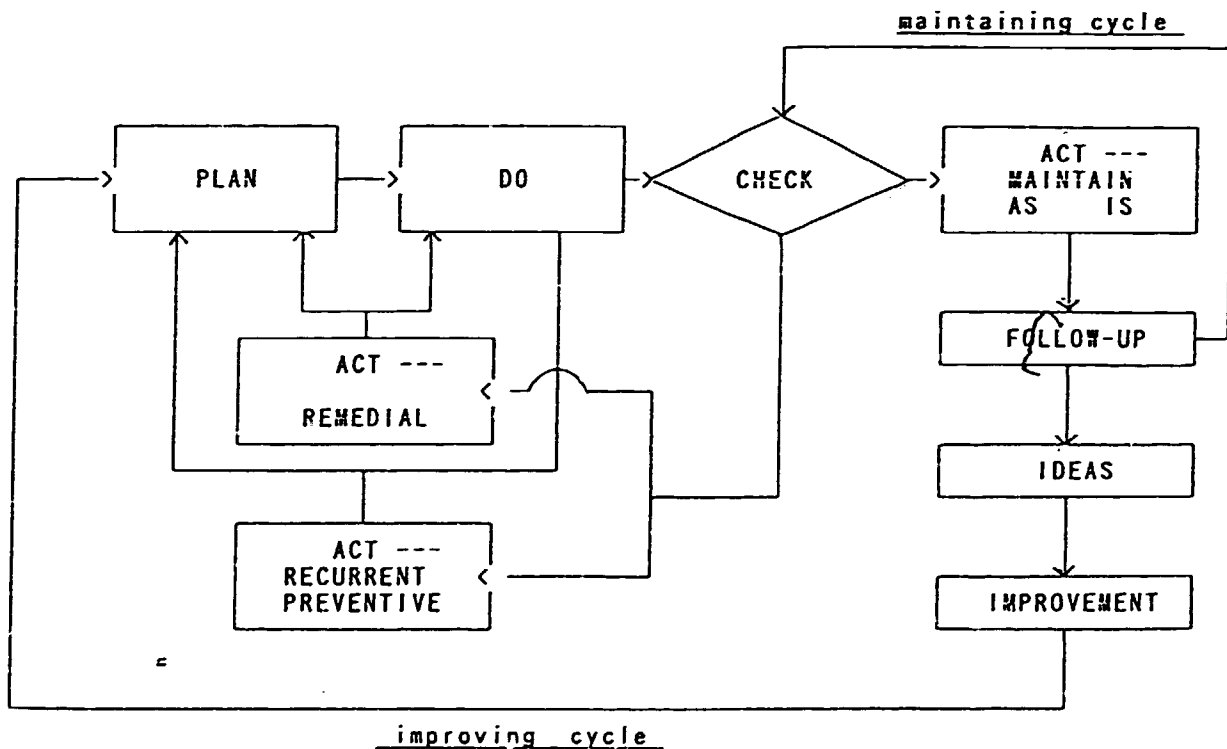 maintaining cycle
PLAN
DO
CHECK
ACT ---
MAINTAIN
AS IS
FOLLOW-UP
ACT ---
REMEDIAL
IDEAS
ACT ---
RECURRENT
PREVENTIVE
IMPROVEMENT
improving cycle